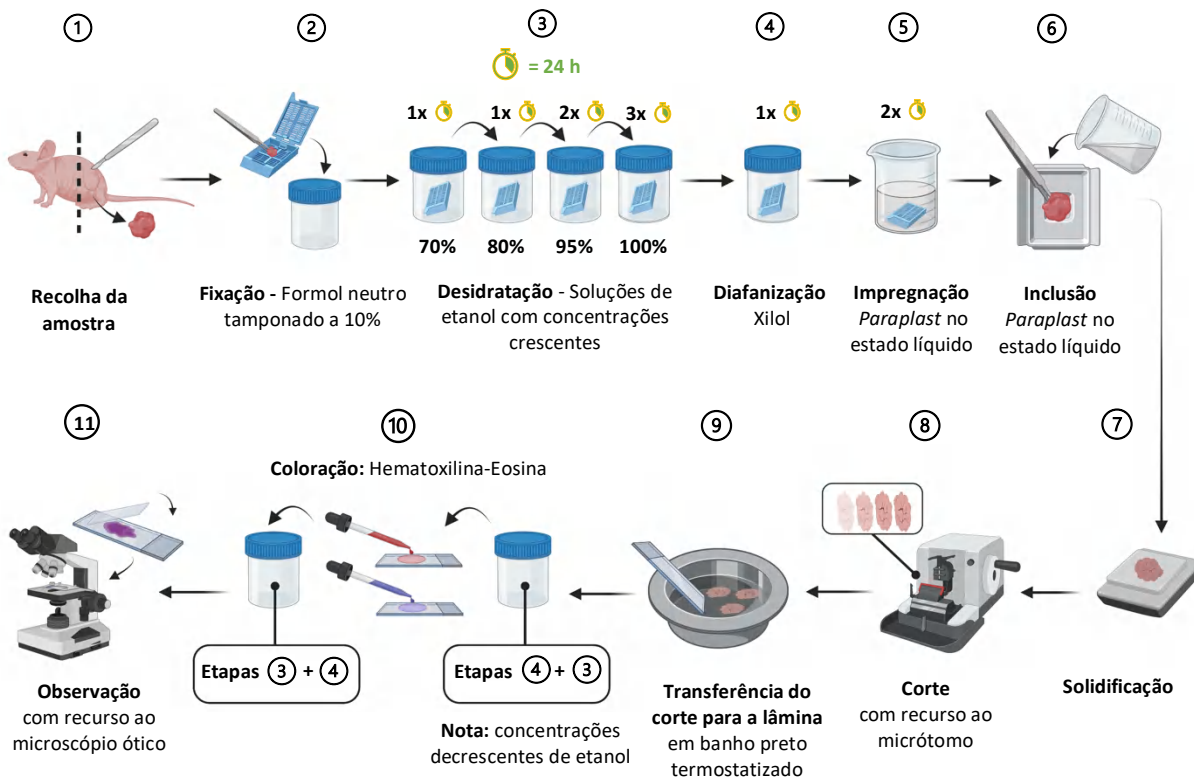 ①
②
③
④
⑤
⑥
= 24 h
1x
1x
2x
3x
1x
2x
70%
80%
95%
100%
Recolha da
amostra
Fixação - Formol neutro
tamponado a 10%
Desidratação - Soluções de
etanol com concentrações
crescentes
Diafanização
Xilol
Impregnação
Paraplast no
estado líquido
Inclusão
Paraplast no
estado líquido
⑪
⑩
⑨
⑧
⑦
Coloração: Hematoxilina-Eosina
Etapas ③ + ④
Etapas ④ + ③
Nota: concentrações
decrescentes de etanol
Observação
com recurso ao
microscópio ótico
Transferência do
corte para a lâmina
em banho preto
termostatizado
Corte
com recurso ao
micrótomo
Solidificação